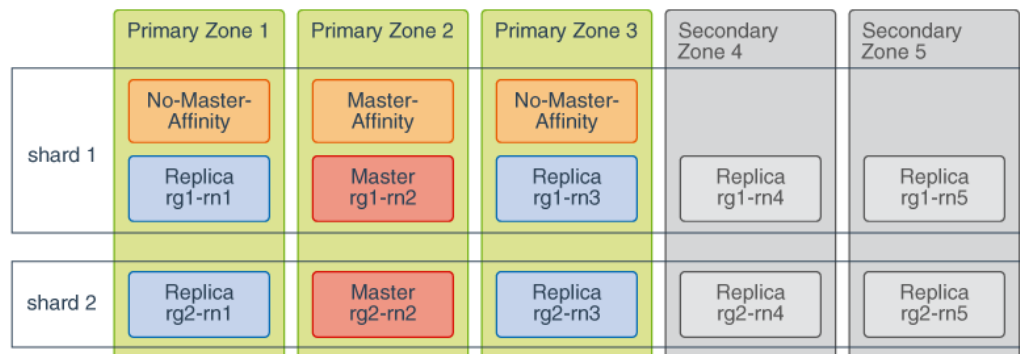 Primary Zone 1
Primary Zone 2
Primary Zone 3
Secondary
Zone 4
Secondary
Zone 5
shard 1
No-Master-
Affinity
Master-
Affinity
No-Master-
Affinity
Replica
rg1-rn1
Master
rg1-rn2
Replica
rg1-rn3
Replica
rg1-rn4
Replica
rg1-rn5
shard 2
Replica
rg2-rn1
Master
rg2-rn2
Replica
rg2-rn3
Replica
rg2-rn4
Replica
rg2-rn5